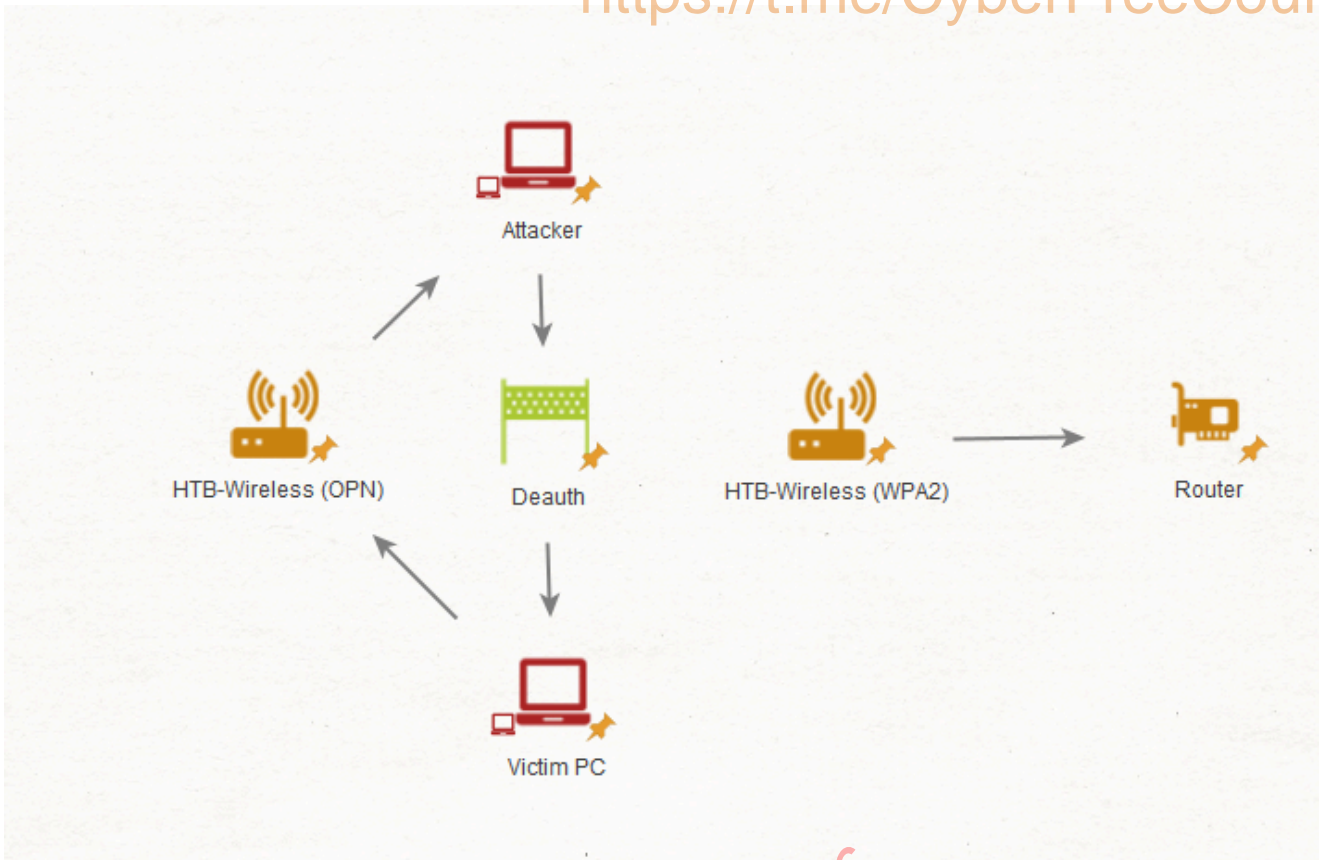 Attacker
HTB-Wireless (OPN)
Deauth
HTB-Wireless (WPA2)
Router
Victim PC